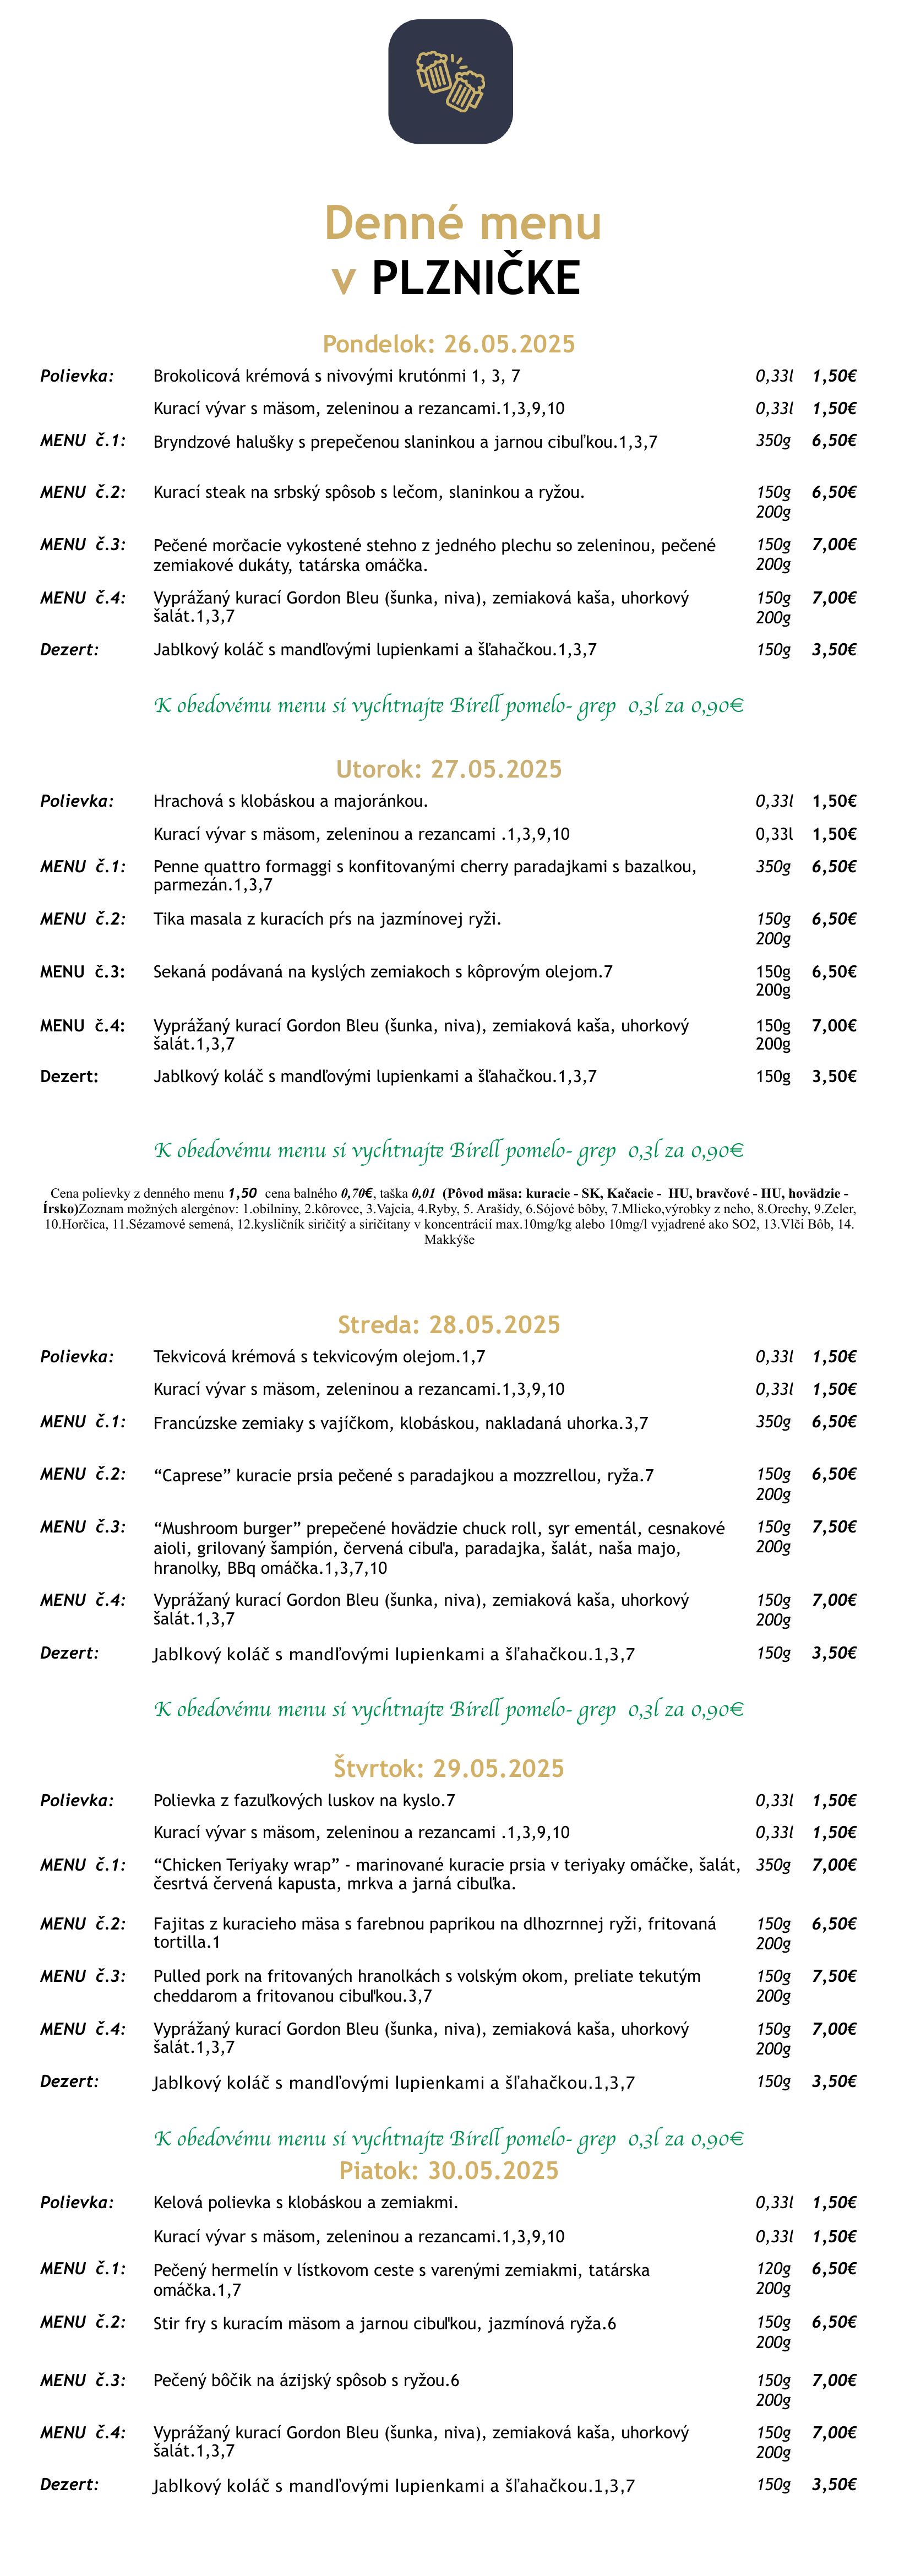 Denné menu
v PLZNIČKE
Pondelok: 26.05.2025
Polievka: Brokolicová krémová s nivovými krutónmi 1, 3, 7 0,33l 1,50€
Kurací vývar s mäsom, zeleninou a rezancami.1,3,9,10 0,33l 1,50€
MENU č.1: Bryndzové halušky s prepečenou slaninkou a jarnou cibuľkou.1,3,7 350g 6,50€
MENU č.2: Kurací steak na srbský spôsob s lečom, slaninkou a ryžou. 150g 6,50€
200g
MENU č.3: Pečené morčacie vykostené stehno z jedného plechu so zeleninou, pečené 150g 7,00€
zemiakové dukáty, tatárska omáčka. 200g
MENU č.4: Vyprážaný kurací Gordon Bleu (šunka, niva), zemiaková kaša, uhorkový 150g 7,00€
šalát.1,3,7 200g
Dezert: Jablkový koláč s mandľovými lupienkami a šľahačkou.1,3,7 150g 3,50€
K obedovému menu si vychtnajte Birell pomelo- grep 0,3l za 0,90€
Utorok: 27.05.2025
Polievka: Hrachová s klobáskou a majoránkou. 0,33l 1,50€
Kurací vývar s mäsom, zeleninou a rezancami .1,3,9,10 0,33l 1,50€
MENU č.1: Penne quattro formaggi s konfitovanými cherry paradajkami s bazalkou, 350g 6,50€
parmezán.1,3,7
MENU č.2: Tika masala z kuracích pŕs na jazmínovej ryži. 150g 6,50€
200g
MENU č.3: Sekaná podávaná na kyslých zemiakoch s kôprovým olejom.7 150g 6,50€
200g
MENU č.4: Vyprážaný kurací Gordon Bleu (šunka, niva), zemiaková kaša, uhorkový 150g 7,00€
šalát.1,3,7 200g
Dezert: Jablkový koláč s mandľovými lupienkami a šľahačkou.1,3,7 150g 3,50€
K obedovému menu si vychtnajte Birell pomelo- grep 0,3l za 0,90€
Cena polievky z denného menu 1,50 cena balného 0,70€, taška 0,01 (Pôvod mäsa: kuracie - SK, Kačacie - HU, bravčové - HU, hovädzie -
Írsko)Zoznam možných alergénov: 1.obilniny, 2.kôrovce, 3.Vajcia, 4.Ryby, 5. Arašidy, 6.Sójové bôby, 7.Mlieko,výrobky z neho, 8.Orechy, 9.Zeler,
10.Horčica, 11.Sézamové semená, 12.kysličník siričitý a siričitany v koncentrácií max.10mg/kg alebo 10mg/l vyjadrené ako SO2, 13.Vlčí Bôb, 14.
Makkýše
Streda: 28.05.2025
Polievka: Tekvicová krémová s tekvicovým olejom.1,7 0,33l 1,50€
Kurací vývar s mäsom, zeleninou a rezancami.1,3,9,10 0,33l 1,50€
MENU č.1: Francúzske zemiaky s vajíčkom, klobáskou, nakladaná uhorka.3,7 350g 6,50€
MENU č.2: “Caprese” kuracie prsia pečené s paradajkou a mozzrellou, ryža.7 150g 6,50€
200g
MENU č.3: “Mushroom burger” prepečené hovädzie chuck roll, syr ementál, cesnakové 150g 7,50€
aioli, grilovaný šampión, červená cibuľa, paradajka, šalát, naša majo, 200g
hranolky, BBq omáčka.1,3,7,10
MENU č.4: Vyprážaný kurací Gordon Bleu (šunka, niva), zemiaková kaša, uhorkový 150g 7,00€
šalát.1,3,7 200g
Dezert: Jablkový koláč s mandľovými lupienkami a šľahačkou.1,3,7 150g 3,50€
K obedovému menu si vychtnajte Birell pomelo- grep 0,3l za 0,90€
Štvrtok: 29.05.2025
Polievka: Polievka z fazuľkových luskov na kyslo.7 0,33l 1,50€
Kurací vývar s mäsom, zeleninou a rezancami .1,3,9,10 0,33l 1,50€
MENU č.1: “Chicken Teriyaky wrap” - marinované kuracie prsia v teriyaky omáčke, šalát, 350g 7,00€
česrtvá červená kapusta, mrkva a jarná cibuľka.
MENU č.2: Fajitas z kuracieho mäsa s farebnou paprikou na dlhozrnnej ryži, fritovaná 150g 6,50€
tortilla.1 200g
MENU č.3: Pulled pork na fritovaných hranolkách s volským okom, preliate tekutým 150g 7,50€
cheddarom a fritovanou cibuľkou.3,7 200g
MENU č.4: Vyprážaný kurací Gordon Bleu (šunka, niva), zemiaková kaša, uhorkový 150g 7,00€
šalát.1,3,7 200g
Dezert: Jablkový koláč s mandľovými lupienkami a šľahačkou.1,3,7 150g 3,50€
K obedovému menu si vychtnajte Birell pomelo- grep 0,3l za 0,90€
Piatok: 30.05.2025
Polievka: Kelová polievka s klobáskou a zemiakmi. 0,33l 1,50€
Kurací vývar s mäsom, zeleninou a rezancami.1,3,9,10 0,33l 1,50€
MENU č.1: Pečený hermelín v lístkovom ceste s varenými zemiakmi, tatárska 120g 6,50€
omáčka.1,7 200g
MENU č.2: Stir fry s kuracím mäsom a jarnou cibuľkou, jazmínová ryža.6 150g 6,50€
200g
MENU č.3: Pečený bôčik na ázijský spôsob s ryžou.6 150g 7,00€
200g
MENU č.4: Vyprážaný kurací Gordon Bleu (šunka, niva), zemiaková kaša, uhorkový 150g 7,00€
šalát.1,3,7 200g
Dezert: Jablkový koláč s mandľovými lupienkami a šľahačkou.1,3,7 150g 3,50€